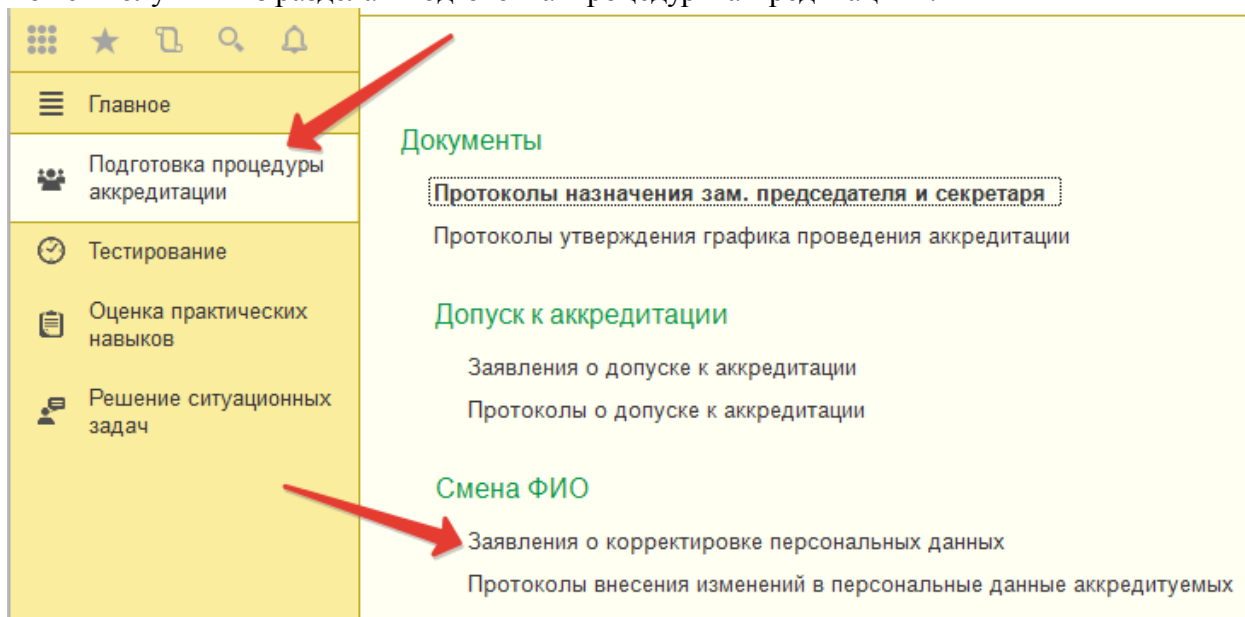 Главное
Подготовка процедуры
аккредитации
Тестирование
Оценка практических
навыков
Решение ситуационных
задач
Документы
Протоколы назначения зам. председателя и секретаря
Протоколы утверждения графика проведения аккредитации
Допуск к аккредитации
Заявления о допуске к аккредитации
Протоколы о допуске к аккредитации
Смена ФИО
Заявления о корректировке персональных данных
Протоколы внесения изменений в персональные данные аккредитуемых